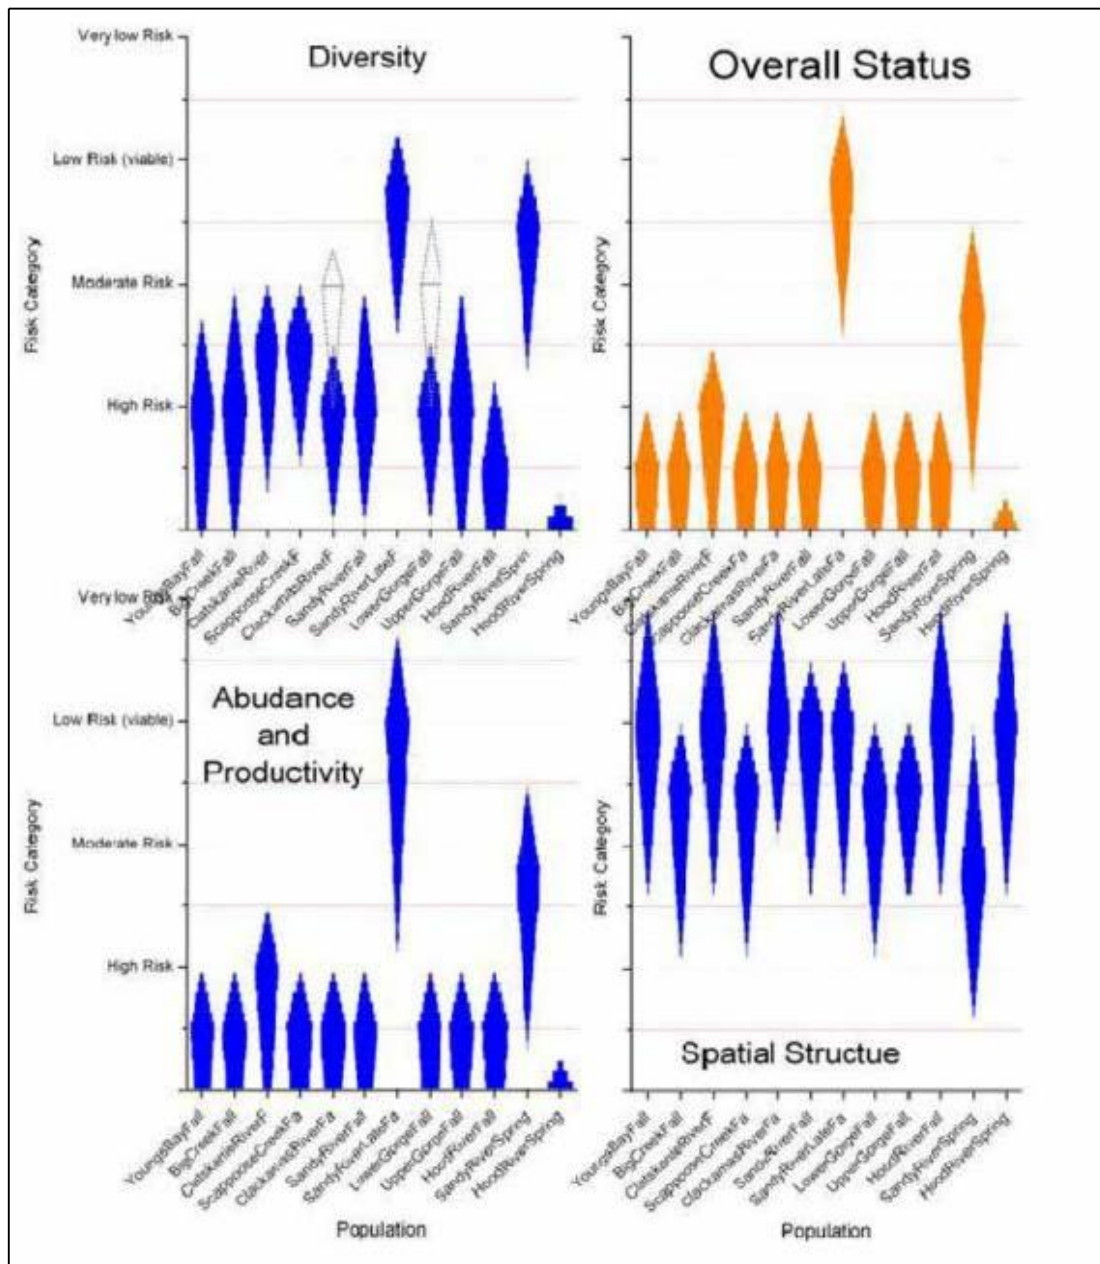 Diversity
Very low Risk
Low Risk (viable)
Moderate Risk
High Risk
Risk Category
YoungsBayFall
BigCreekFall
ClatskanieRiver
ScapooseCreekF
ClackamasRiverF
SandyRiverFall
SandyRiverLateF
LowerGorgeFall
UpperGorgeFall
HoodRiverFall
SandyRiverSprin
HoodRiverSpring
Overall Status
Risk Category
YoungsBayFall
BigCreekFall
ClatskanieRiverF
ScapooseCreekFa
ClackamasRiverFa
SandyRiverFall
SandyRiverLateFa
LowerGorgeFall
UpperGorgeFall
HoodRiverFall
SandyRiverSpring
HoodRiverSpring
Abudance
and
Productivity
Very low Risk
Low Risk (viable)
Moderate Risk
High Risk
Risk Category
YoungsBayFall
BigCreekFall
ClatskanieRiverF
ScappooseCreekFa
ClackamasRiverFa
SandyRiverFall
SandyRiverLateFa
LowerGorgeFall
UpperGorgeFall
HoodRiverFall
SandyRiverSpring
HoodRiverSpring
Population
Risk Category
Spatial Structue
YoungsBayFall
BigCreekFall
ClatskaniRiverF
ScappooseCreekFa
ClackamasRiverFa
SandyRiverFall
SandyRiverLateFa
LowerGorgeFall
UpperGorgeFall
HoodRiverFall
SandyRiverSpring
HoodRiverSpring
Population